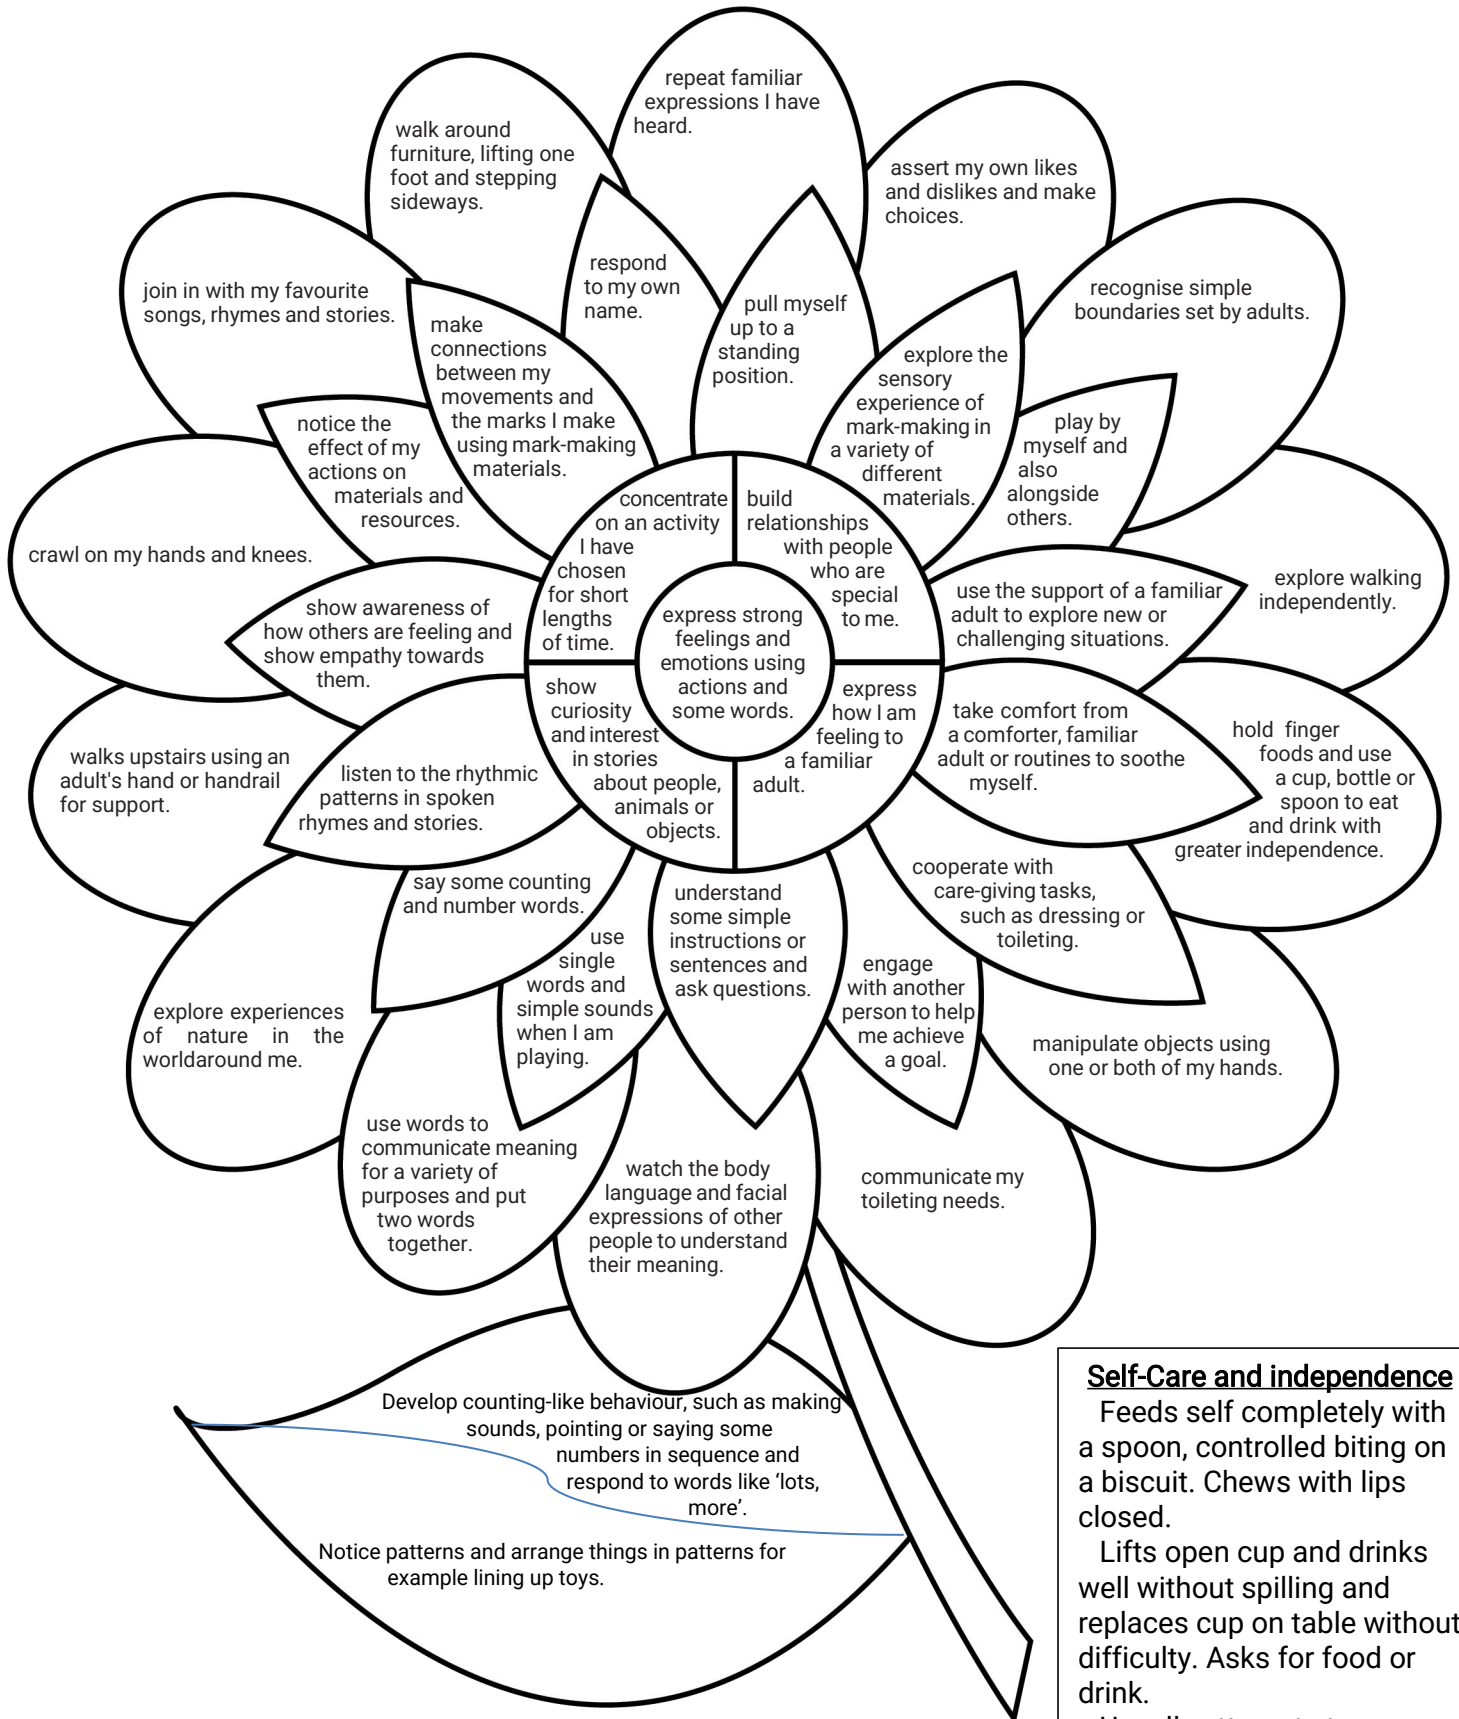 repeat familiar
expressions I have
heard.
walk around
furniture, lifting one
foot and stepping
sideways.
assert my own likes
and dislikes and make
choices.
join in with my favourite
songs, rhymes and stories.
respond
to my own
name.
pull myself
up to a
standing
position.
recognise simple
boundaries set by adults.
make
connections
between my
movements and
the marks I make
using mark-making
materials.
explore the
sensory
experience of
mark-making in
a variety of
different
materials.
notice the
effect of my
actions on
materials and
resources.
play by
myself and
also
alongside
others.
crawl on my hands and knees.
concentrate
on an activity
I have
chosen
for short
lengths
of time.
build
relationships
with people
who are
special
to me.
explore walking
independently.
show awareness of
how others are feeling and
show empathy towards
them.
express strong
feelings and
emotions using
actions and
some words.
use the support of a familiar
adult to explore new or
challenging situations.
show
curiosity
and interest
in stories
about people,
animals or
objects.
express
how I am
feeling to
a familiar
adult.
take comfort from
a comforter, familiar
adult or routines to soothe
myself.
hold finger
foods and use
a cup, bottle or
spoon to eat
and drink with
greater independence.
walks upstairs using an
adult's hand or handrail
for support.
listen to the rhythmic
patterns in spoken
rhymes and stories.
say some counting
and number words.
understand
some simple
instructions or
sentences and
ask questions.
cooperate with
care-giving tasks,
such as dressing or
toileting.
use
single
words and
simple sounds
when I am
playing.
engage
with another
person to help
me achieve
a goal.
explore experiences
of nature in the
worldaround me.
manipulate objects using
one or both of my hands.
use words to
communicate meaning
for a variety of
purposes and put
two words
together.
watch the body
language and facial
expressions of other
people to understand
their meaning.
communicate my
toileting needs.
Develop counting-like behaviour, such as making
sounds, pointing or saying some
numbers in sequence and
respond to words like ‘lots,
more’.
Notice patterns and arrange things in patterns for
example lining up toys.
Self-Care and independence
Feeds self completely with
a spoon, controlled biting on
a biscuit. Chews with lips
closed.
Lifts open cup and drinks
well without spilling and
replaces cup on table without
difficulty. Asks for food or
drink.